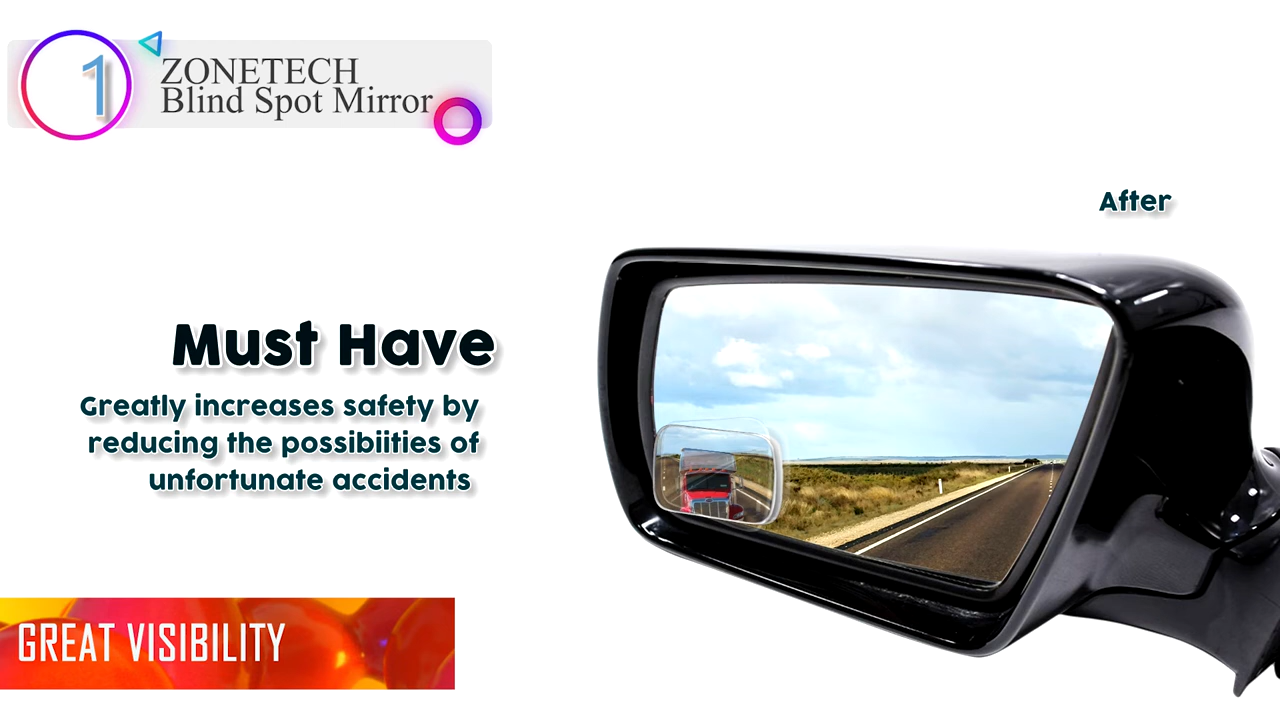 1
ZONETECH
Blind Spot Mirror
After
Must Have
Greatly increases safety by
reducing the possibiities of
unfortunate accidents
GREAT VISIBILITY